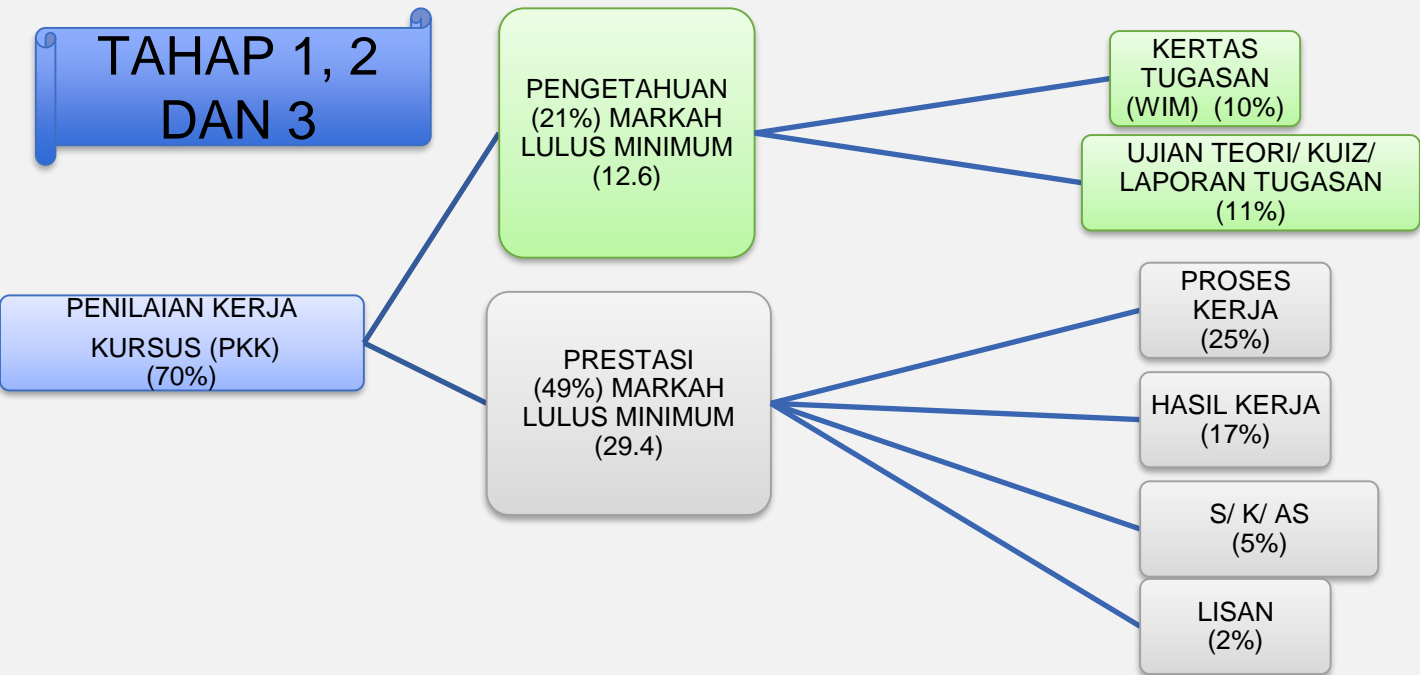 TAHAP 1, 2
DAN 3
PENILAIAN KERJA
KURSUS (PKK)
(70%)
PENGETAHUAN
(21%) MARKAH
LULUS MINIMUM
(12.6)
KERTAS
TUGASAN
(WIM) (10%)
UJIAN TEORI/ KUIZ/
LAPORAN TUGASAN
(11%)
PRESTASI
(49%) MARKAH
LULUS MINIMUM
(29.4)
PROSES
KERJA
(25%)
HASIL KERJA
(17%)
S/ K/ AS
(5%)
LISAN
(2%)